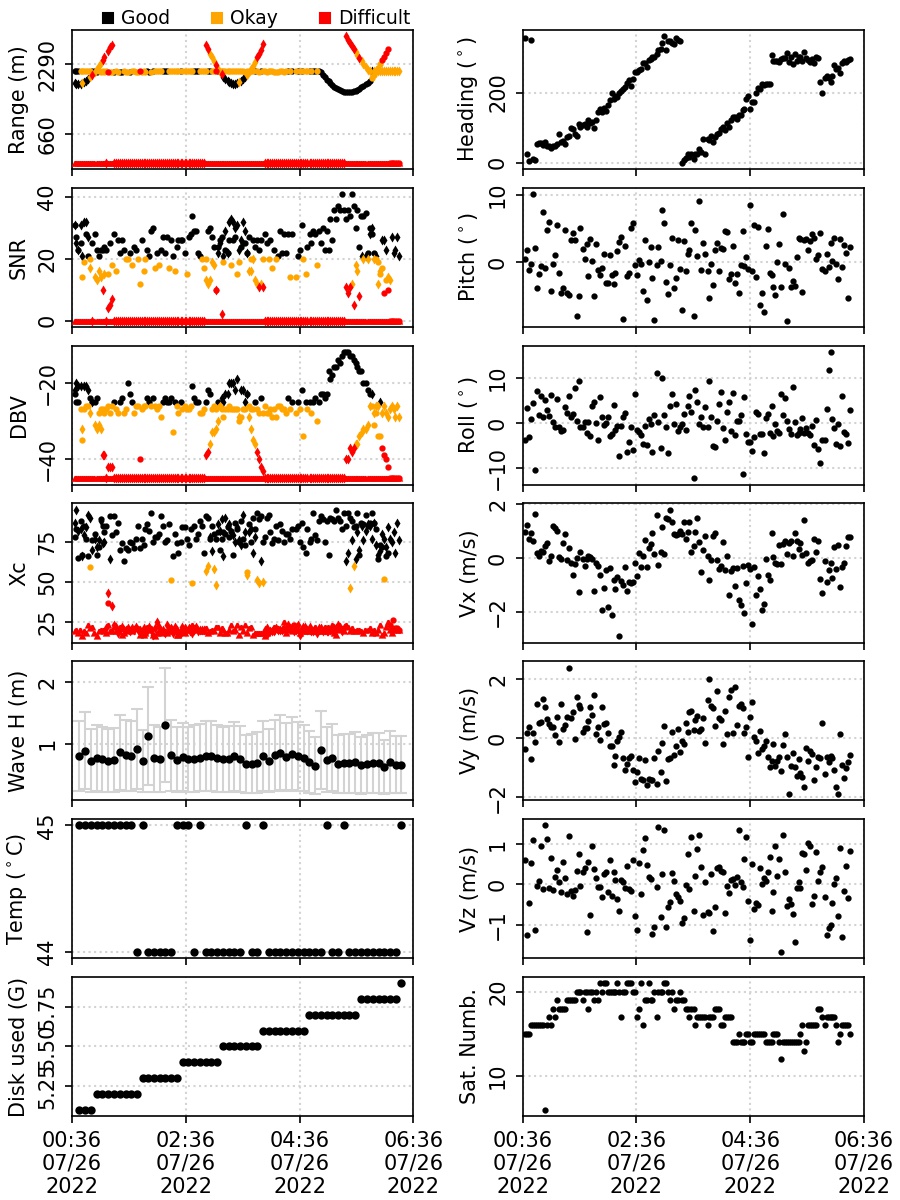 Good Okay Difficult
Range (m)
2290
660
Heading (°)
200
0
SNR
40
20
0
Pitch (°)
10
0
DBV
−20
−40
Roll (°)
10
0
−10
Xc
75
50
25
Vx (m/s)
2
0
−2
Wave H (m)
2
1
Vy (m/s)
2
0
−2
Temp (°C)
45
44
Vz (m/s)
1
0
−1
Disk used (G)
5.75
5.50
5.25
Sat. Numb.
20
10
00:36 02:36 04:36 06:36
07/26 07/26 07/26 07/26
2022 2022 2022 2022
00:36 02:36 04:36 06:36
07/26 07/26 07/26 07/26
2022 2022 2022 2022